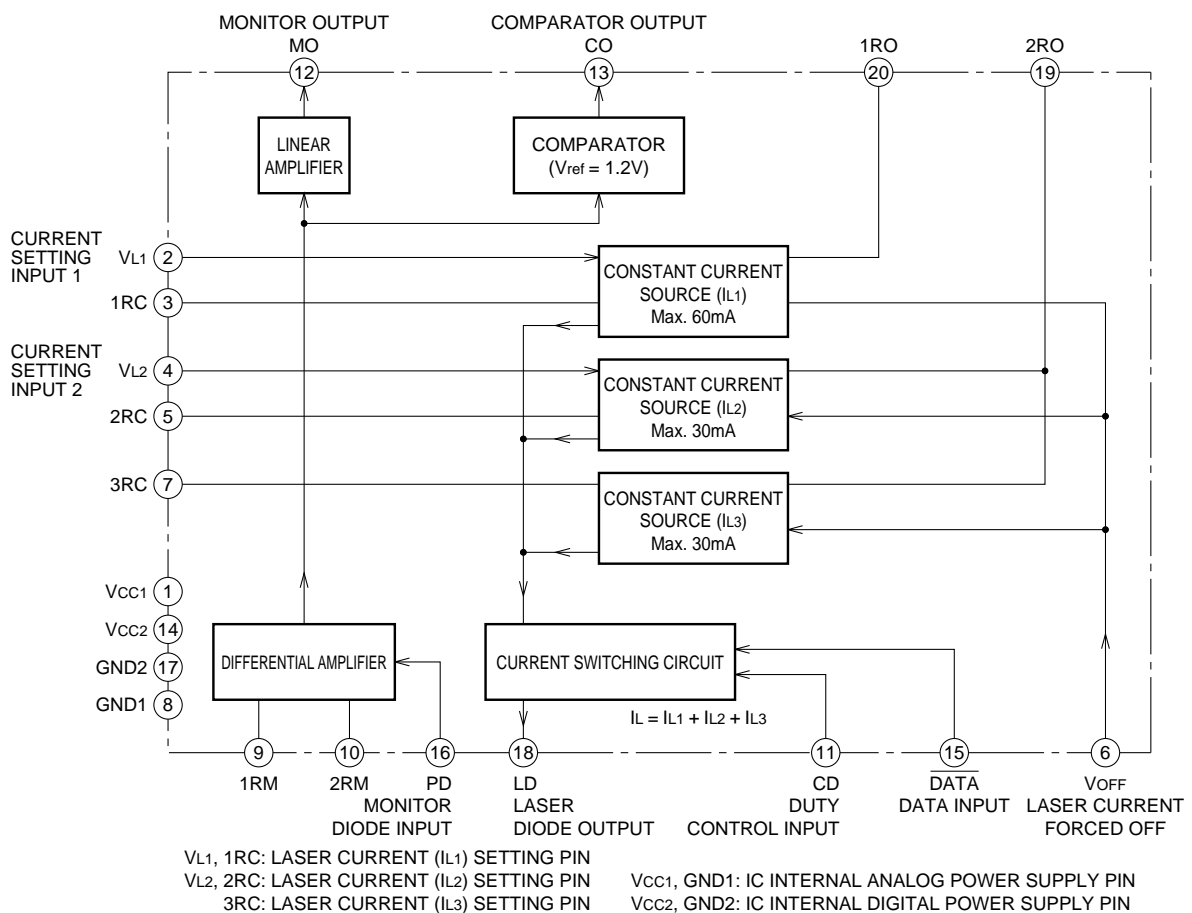 MONITOR OUTPUT
MO
COMPARATOR OUTPUT
CO
1RO
2RO
12
13
20
19
LINEAR
AMPLIFIER
COMPARATOR
(Vref = 1.2V)
CURRENT
SETTING
INPUT 1
VL1
2
1RC
3
CONSTANT CURRENT
SOURCE (IL1)
Max. 60mA
CURRENT
SETTING
INPUT 2
VL2
4
2RC
5
CONSTANT CURRENT
SOURCE (IL2)
Max. 30mA
3RC
7
CONSTANT CURRENT
SOURCE (IL3)
Max. 30mA
VCC1
1
VCC2
14
GND2
17
GND1
8
DIFFERENTIAL AMPLIFIER
CURRENT SWITCHING CIRCUIT
IL = IL1 + IL2 + IL3
9
10
16
18
11
15
6
1RM
2RM
PD
MONITOR
DIODE INPUT
LD
LASER
DIODE OUTPUT
CD
DUTY
CONTROL INPUT
DATA
DATA INPUT
VOFF
LASER CURRENT
FORCED OFF
VL1, 1RC: LASER CURRENT (IL1) SETTING PIN
VL2, 2RC: LASER CURRENT (IL2) SETTING PIN
3RC: LASER CURRENT (IL3) SETTING PIN
VCC1, GND1: IC INTERNAL ANALOG POWER SUPPLY PIN
VCC2, GND2: IC INTERNAL DIGITAL POWER SUPPLY PIN